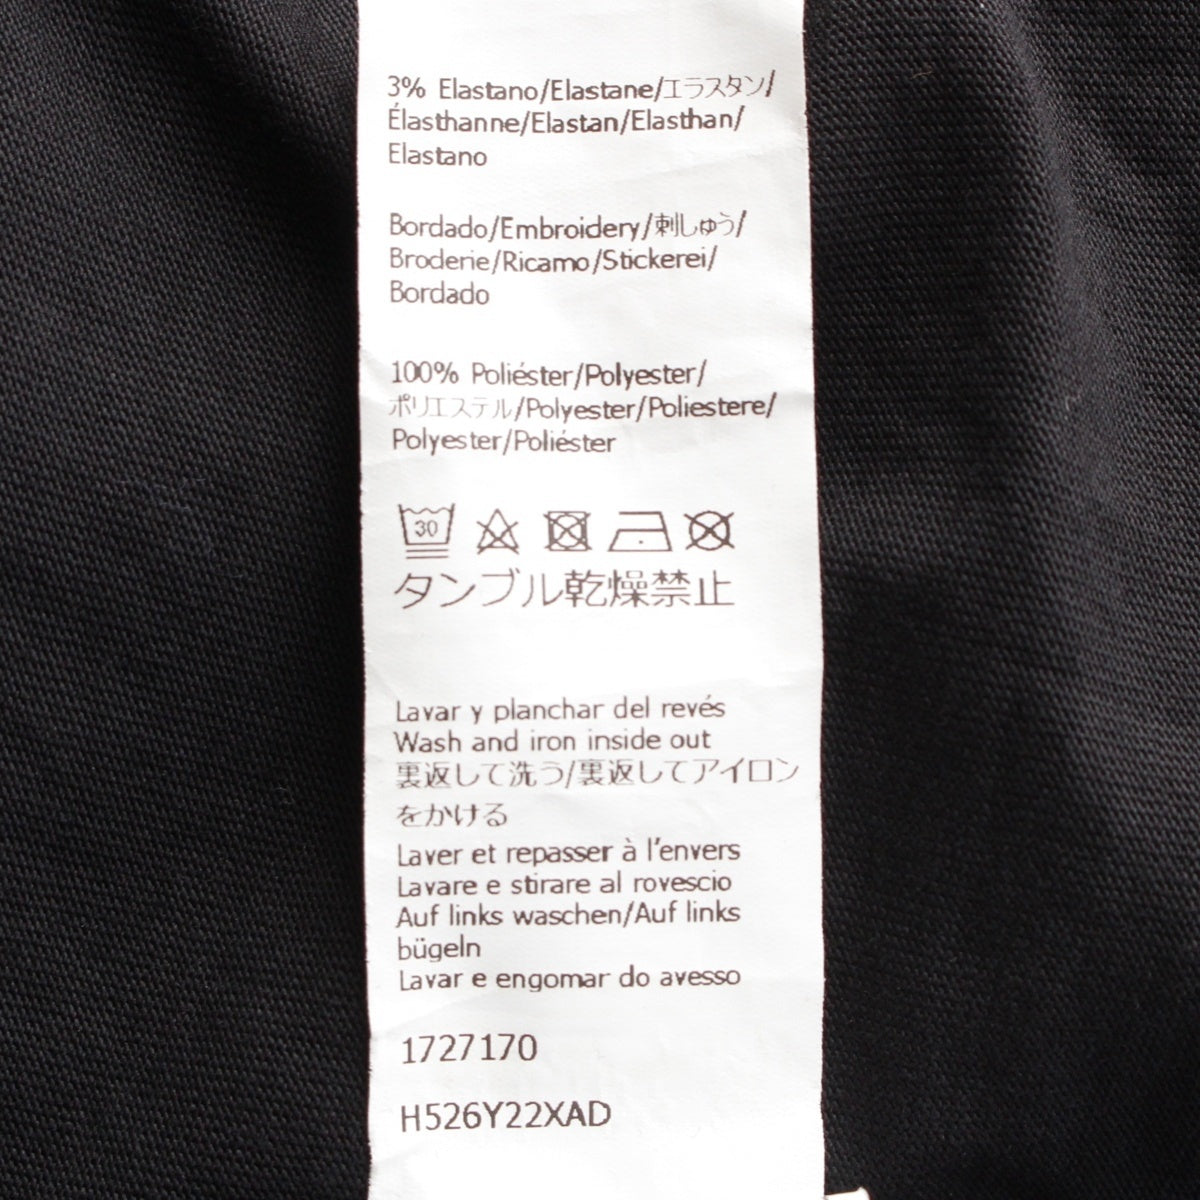 3% Elastano/Elastane/エラスタン/
Élasthanne/Elastan/Elasthan/
Elastano
Bordado/Embroidery/刺しゅう/
Broderie/Ricamo/Stickerei/
Bordado
100% Poliéster/Polyester/
ポリエステル/Polyester/Poliestere/
Polyester/Poliéster
30
タンブル乾燥禁止
Lavar y planchar del revés
Wash and iron inside out
裏返して洗う/裏返してアイロン
をかける
Laver et repasser à l'envers
Lavare e stirare al rovescio
Auf links waschen/Auf links
bügeln
Lavar e engomar do avesso
1727170
H526Y22XAD